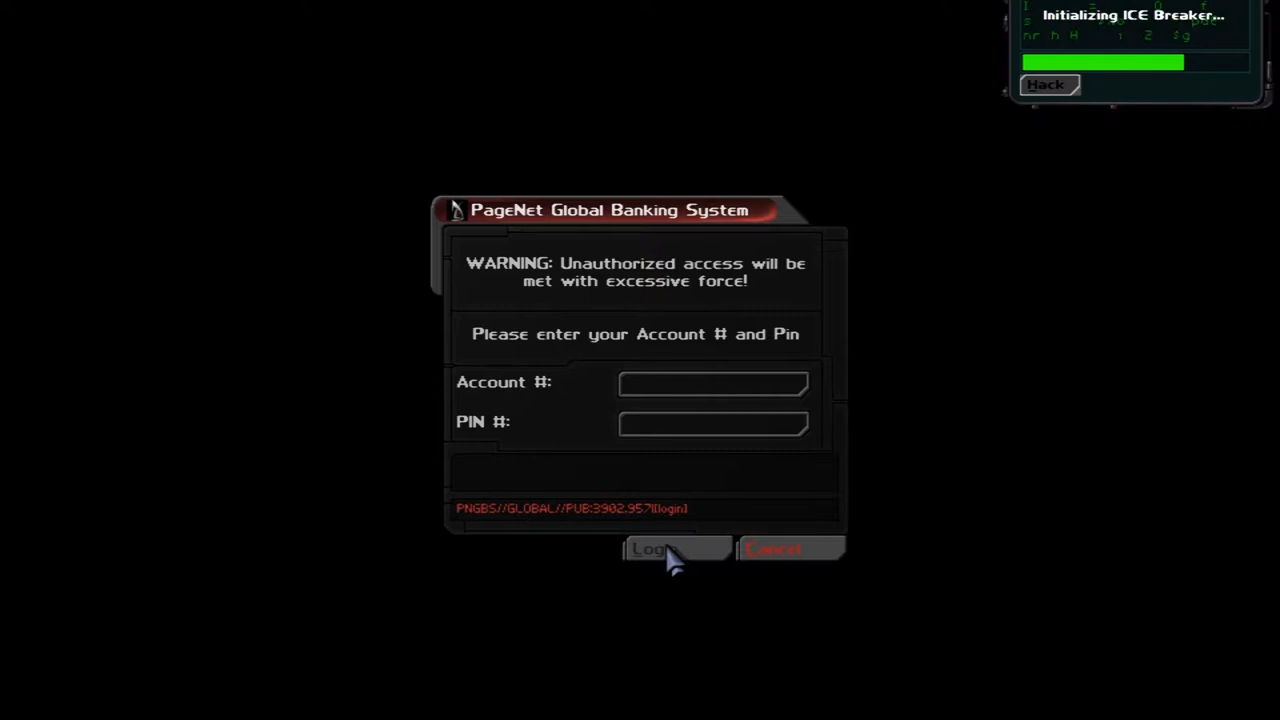 Initializing ICE Breaker...
Hack
PageNet Global Banking System
WARNING: Unauthorized access will be
met with excessive force!
Please enter your Account # and Pin
Account #:
PIN #:
PNGBS//GLOBAL//PUB:3902.957[login]
Login
Cancel